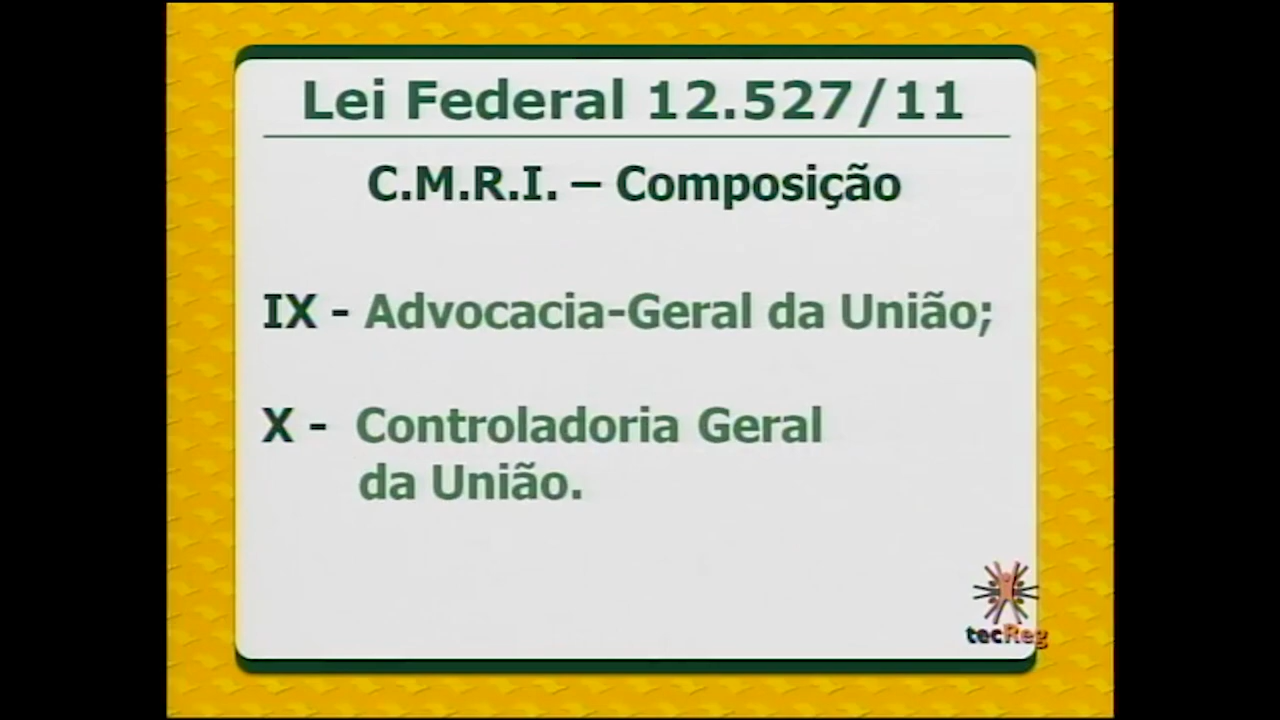 Lei Federal 12.527/11
C.M.R.I. – Composição
IX - Advocacia-Geral da União;
X - Controladoria Geral
da União.
tecReg